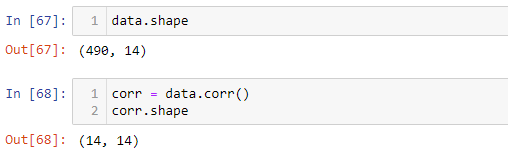 In [67]: 1 data.shape
Out[67]: (490, 14)
In [68]: 1 corr = data.corr()
2 corr.shape
Out[68]: (14, 14)